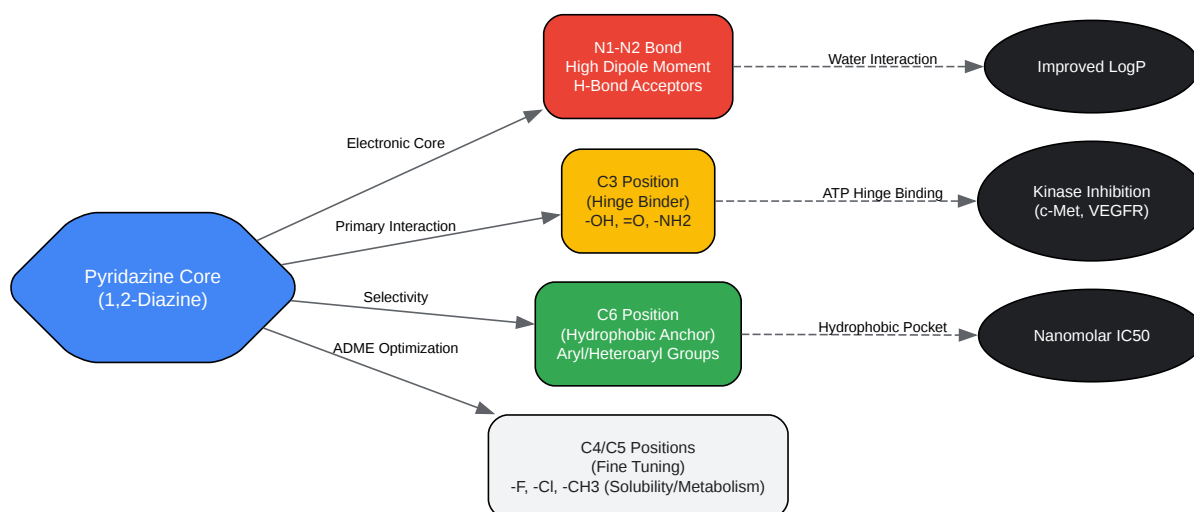 N1-N2 Bond
High Dipole Moment
H-Bond Acceptors
Water Interaction
Improved LogP
Electronic Core
C3 Position
(Hinge Binder)
-OH, =O, -NH2
ATP Hinge Binding
Kinase Inhibition
(c-Met, VEGFR)
Primary Interaction
Pyridazine Core
(1,2-Diazine)
Selectivity
C6 Position
(Hydrophobic Anchor)
Aryl/Heteroaryl Groups
Hydrophobic Pocket
Nanomolar IC50
ADME Optimization
C4/C5 Positions
(Fine Tuning)
-F, -Cl, -CH3 (Solubility/Metabolism)